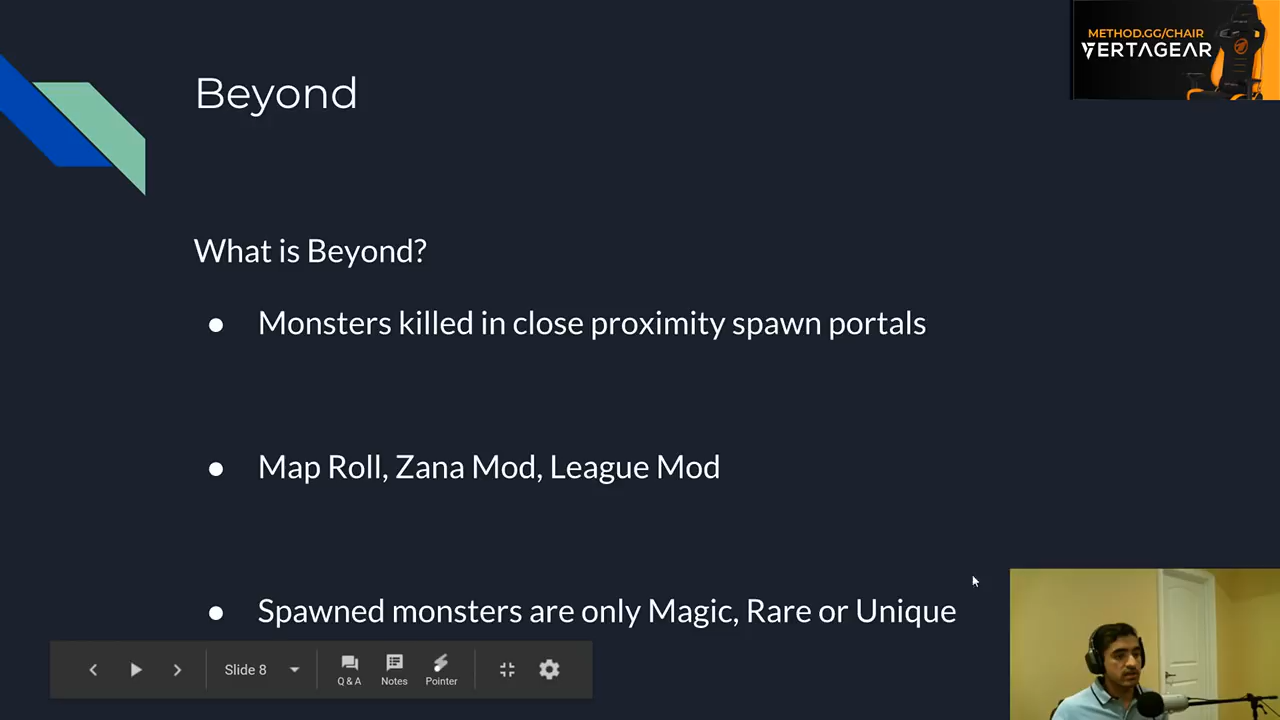 METHOD.GG/CHAIR
VERTAGEAR
Beyond
What is Beyond?
● Monsters killed in close proximity spawn portals
● Map Roll, Zana Mod, League Mod
● Spawned monsters are only Magic, Rare or Unique
Slide 8
Q & A
Notes
Pointer